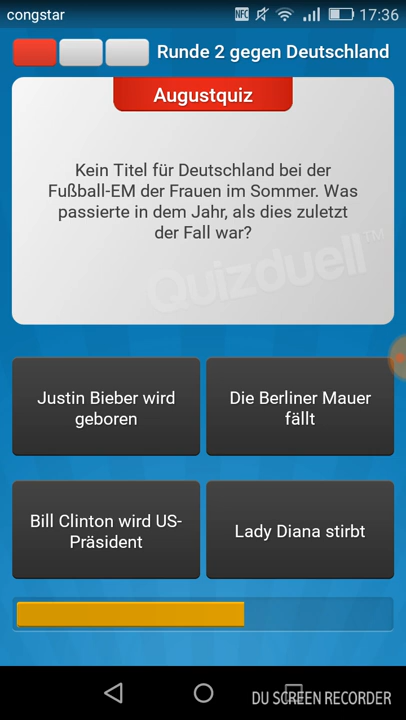 congstar
NFC
17:36
Runde 2 gegen Deutschland
Augustquiz
Kein Titel für Deutschland bei der
Fußball-EM der Frauen im Sommer. Was
passierte in dem Jahr, als dies zuletzt
der Fall war?
Quizduell™
Justin Bieber wird
geboren
Die Berliner Mauer
fällt
Bill Clinton wird US-
Präsident
Lady Diana stirbt
DU SCREEN RECORDER